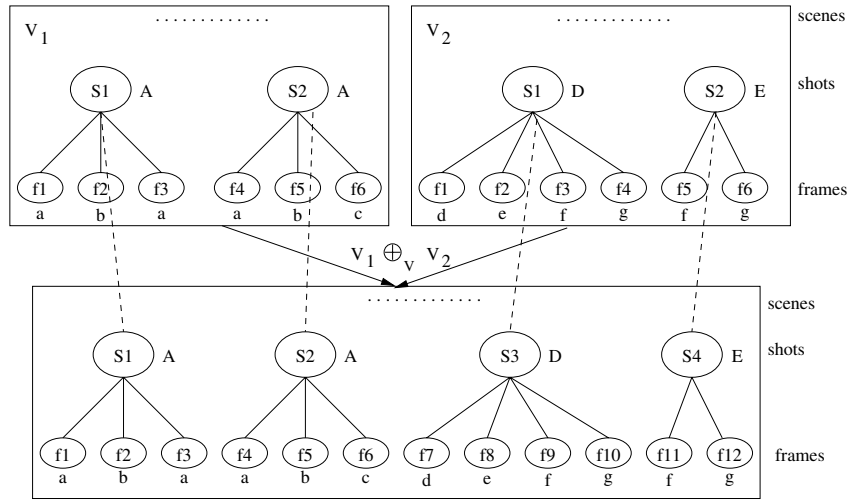 . . . . . . . . . . . . . . . . . . . . . . . . . . scenes
V1 V2
S1 A S2 A S1 D S2 E shots
f1 f2 f3 f4 f5 f6 f1 f2 f3 f4 f5 f6 frames
a b a a b c d e f g f g
V1 ⊕V V2
. . . . . . . . . . . . . scenes
S1 A S2 A S3 D S4 E shots
f1 f2 f3 f4 f5 f6 f7 f8 f9 f10 f11 f12 frames
a b a a b c d e f g f g